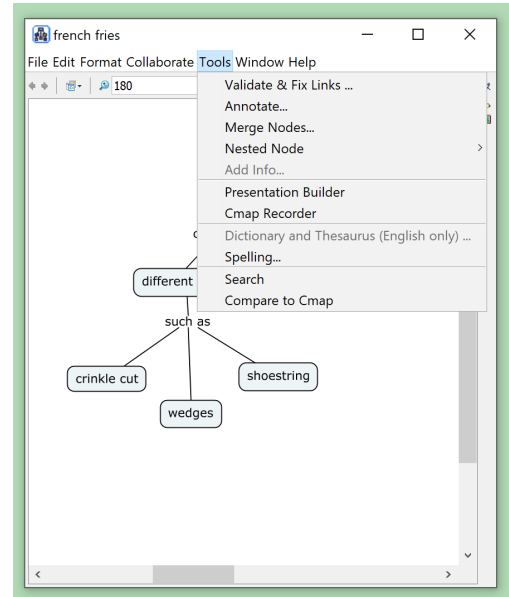 french fries
File Edit Format Collaborate Tools Window Help
180
Validate & Fix Links ...
Annotate...
Merge Nodes...
Nested Node
Add Info...
Presentation Builder
Cmap Recorder
Dictionary and Thesaurus (English only) ...
Spelling...
Search
Compare to Cmap
different
such as
crinkle cut
shoestring
wedges